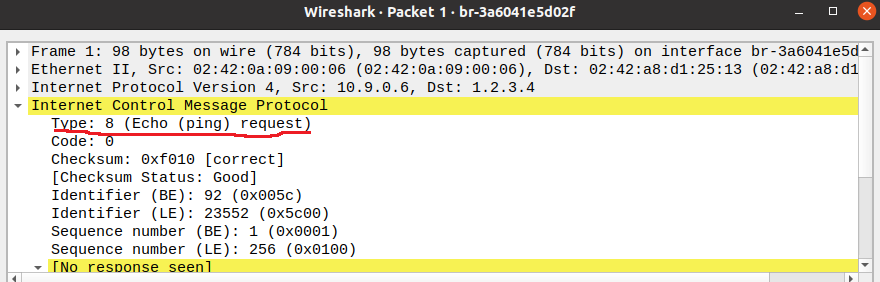 Wireshark · Packet 1 · br-3a6041e5d02f
Frame 1: 98 bytes on wire (784 bits), 98 bytes captured (784 bits) on interface br-3a6041e5d
Ethernet II, Src: 02:42:0a:09:00:06 (02:42:0a:09:00:06), Dst: 02:42:a8:d1:25:13 (02:42:a8:d1
Internet Protocol Version 4, Src: 10.9.0.6, Dst: 1.2.3.4
Internet Control Message Protocol
Type: 8 (Echo (ping) request)
Code: 0
Checksum: 0xf010 [correct]
[Checksum Status: Good]
Identifier (BE): 92 (0x005c)
Identifier (LE): 23552 (0x5c00)
Sequence number (BE): 1 (0x0001)
Sequence number (LE): 256 (0x0100)
[No response seen]